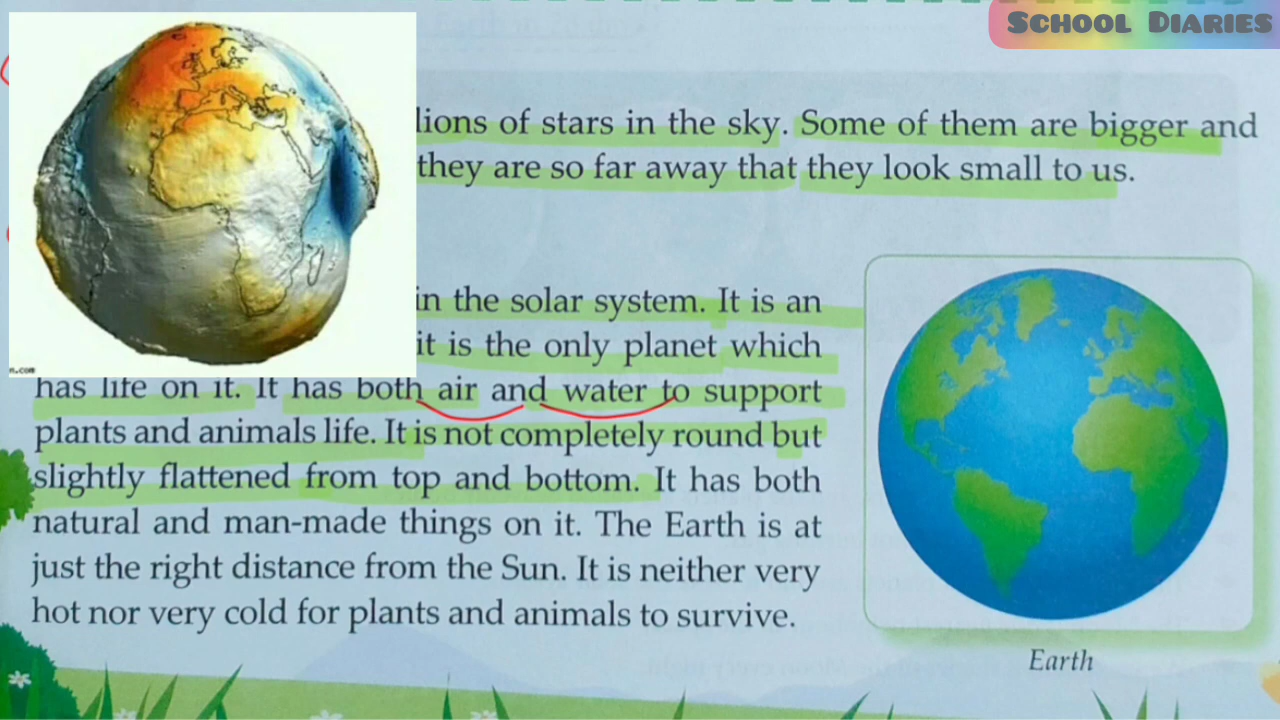 School Diaries
lions of stars in the sky. Some of them are bigger and
they are so far away that they look small to us.
in the solar system. It is an
it is the only planet which
has life on it. It has both air and water to support
plants and animals life. It is not completely round but
slightly flattened from top and bottom. It has both
natural and man-made things on it. The Earth is at
just the right distance from the Sun. It is neither very
hot nor very cold for plants and animals to survive.
Earth